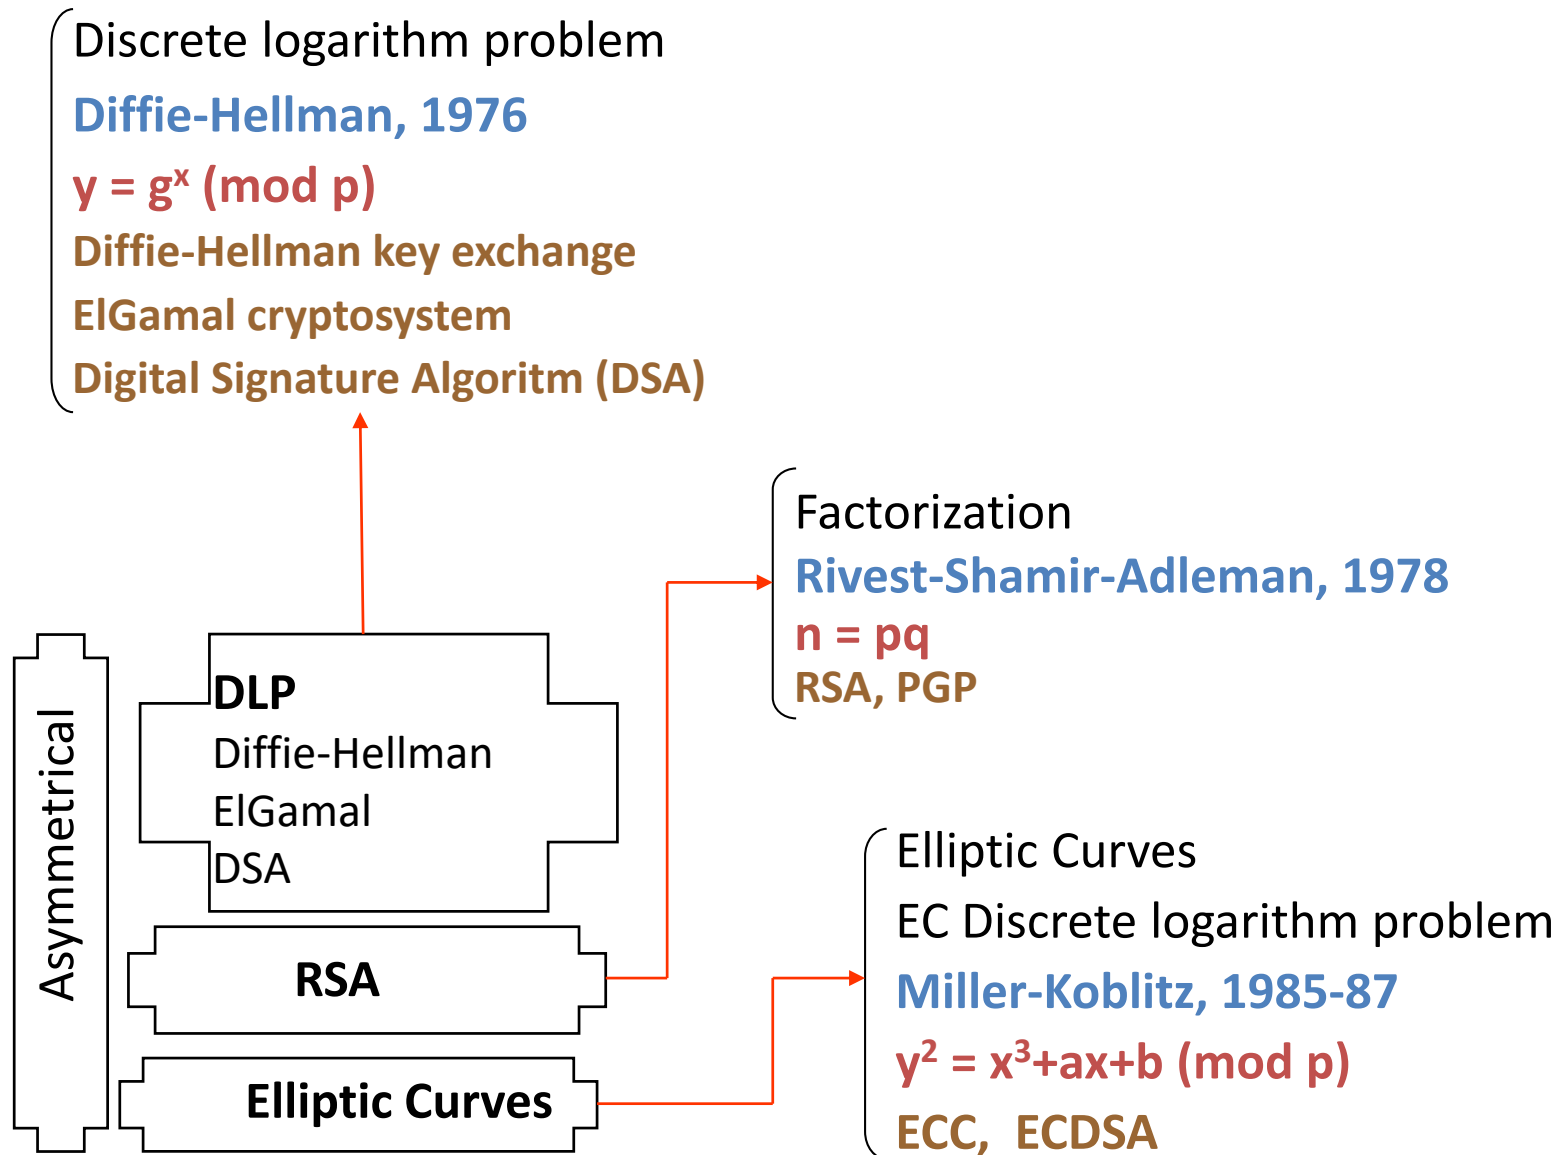 Discrete logarithm problem
Diffie-Hellman, 1976
y = gˣ (mod p)
Diffie-Hellman key exchange
ElGamal cryptosystem
Digital Signature Algoritm (DSA)
Factorization
Rivest-Shamir-Adleman, 1978
n = pq
RSA, PGP
Asymmetrical
DLP
Diffie-Hellman
ElGamal
DSA
RSA
Elliptic Curves
Elliptic Curves
EC Discrete logarithm problem
Miller-Koblitz, 1985-87
y² = x³+ax+b (mod p)
ECC, ECDSA